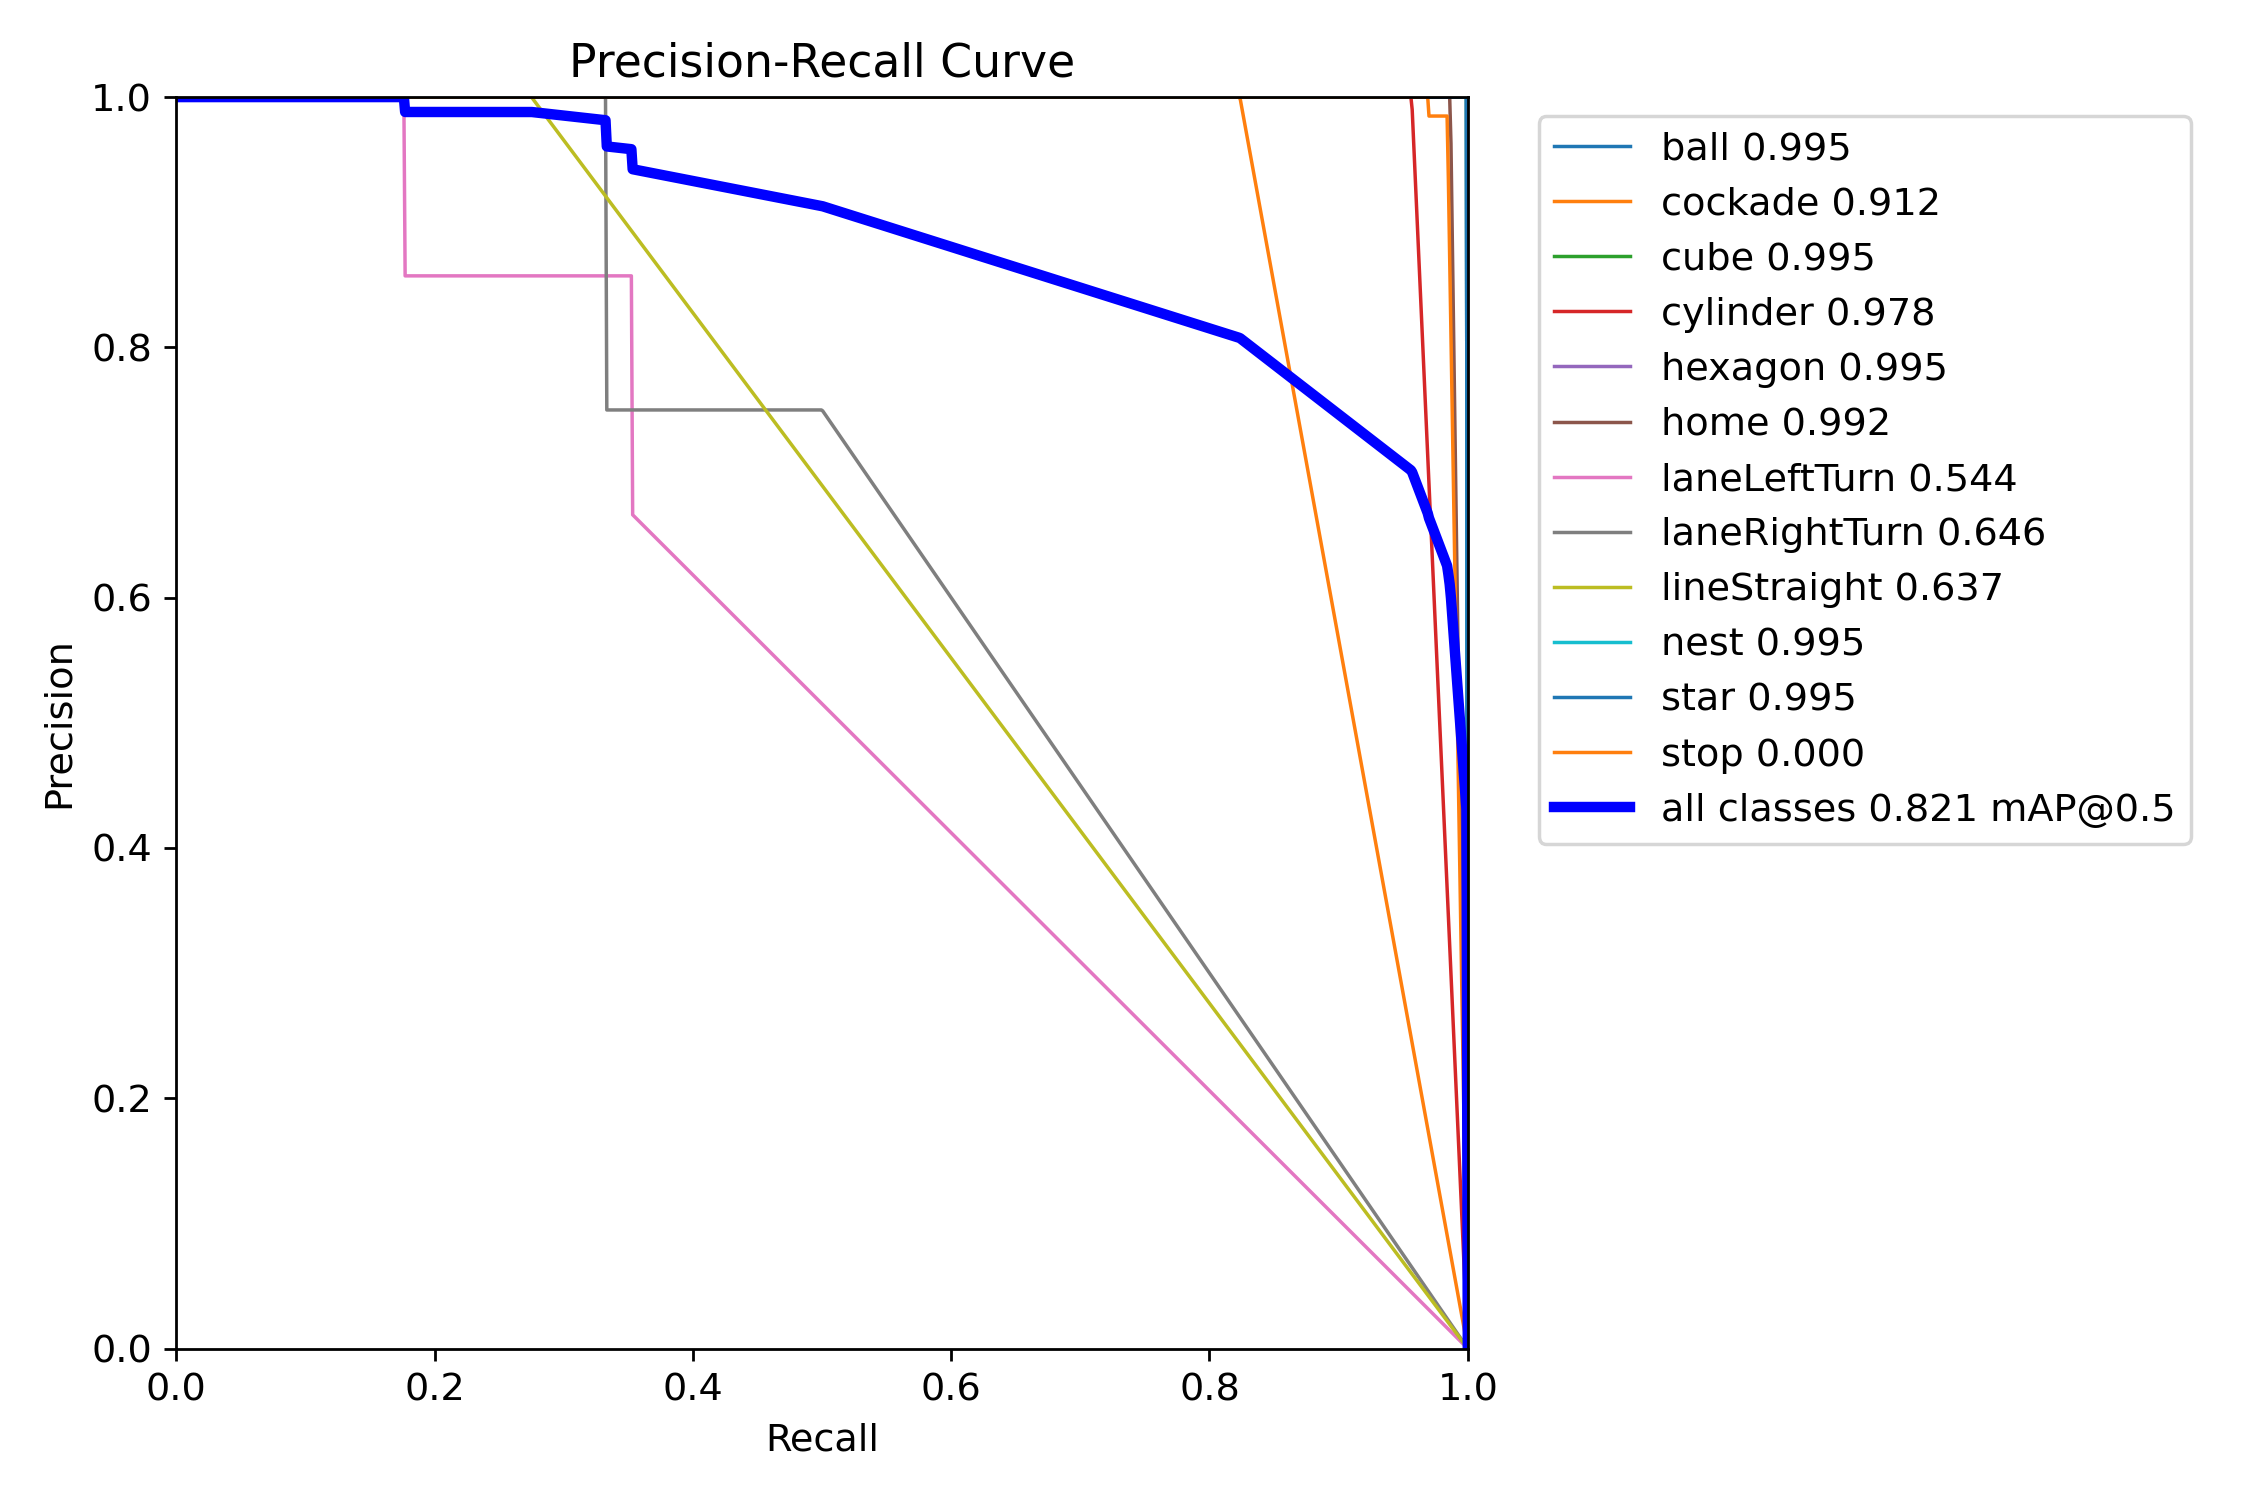 Precision-Recall Curve
1.0
0.8
0.6
0.4
0.2
0.0
Precision
0.0 0.2 0.4 0.6 0.8 1.0
Recall
ball 0.995
cockade 0.912
cube 0.995
cylinder 0.978
hexagon 0.995
home 0.992
laneLeftTurn 0.544
laneRightTurn 0.646
lineStraight 0.637
nest 0.995
star 0.995
stop 0.000
all classes 0.821 mAP@0.5